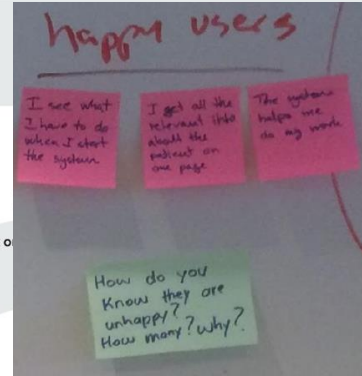 happy users
I see what
I have to do
when I start
the system
I get all the
relevant info
about the
patient on
one page
The system
helps me
do my work
How do you
know they are
unhappy?
How many? why?